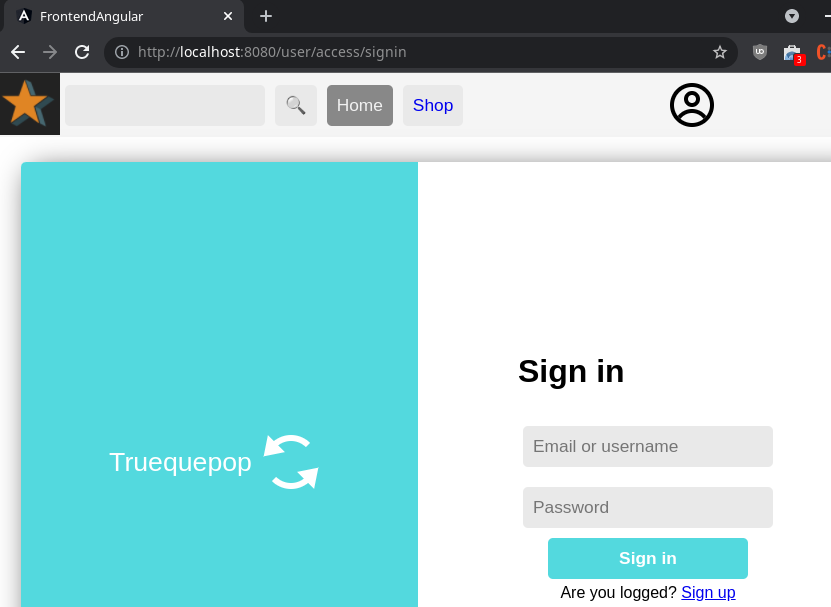 FrontendAngular
http://localhost:8080/user/access/signin
3
Home
Shop
Sign in
Truequepop
Email or username
Password
Sign in
Are you logged? Sign up